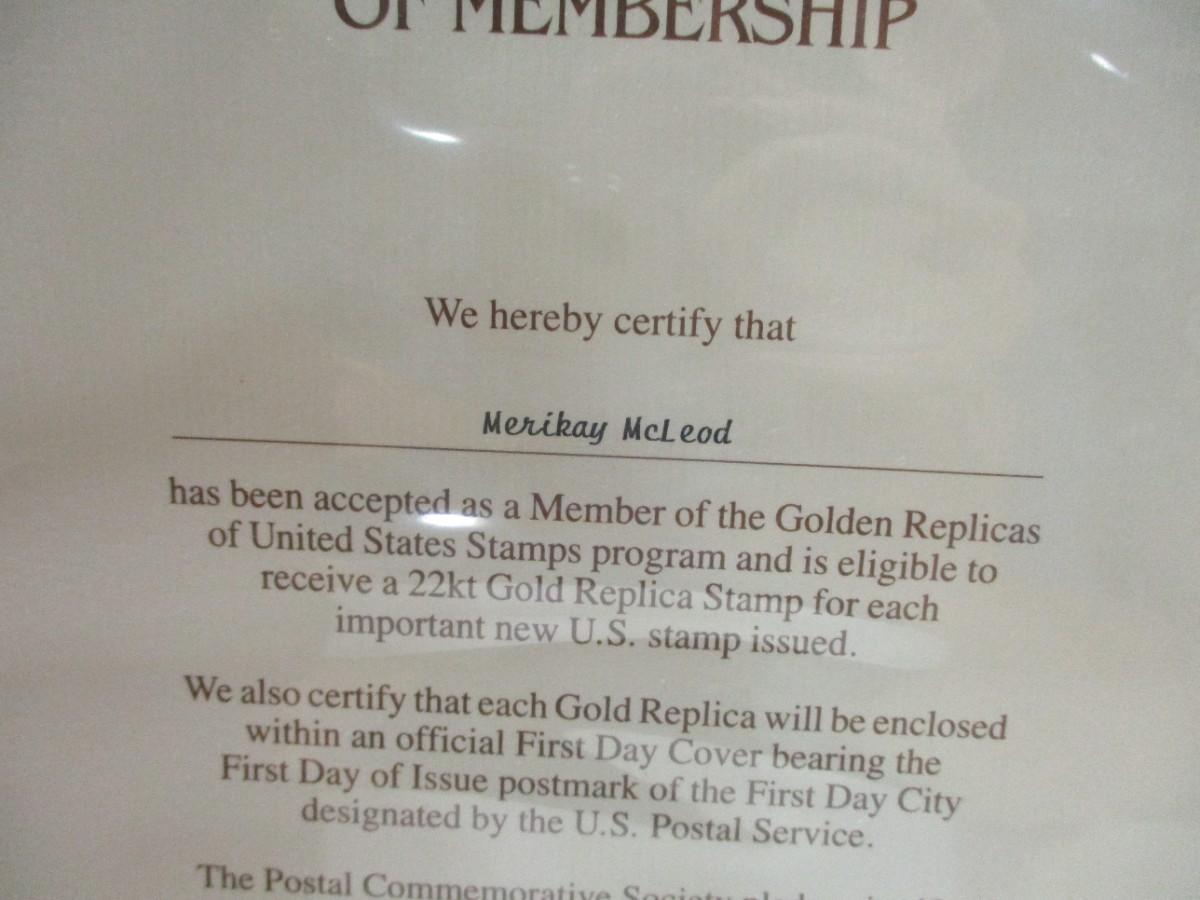 OF MEMBERSHIP
We hereby certify that
Merikay McLeod
has been accepted as a Member of the Golden Replicas
of United States Stamps program and is eligible to
receive a 22kt Gold Replica Stamp for each
important new U.S. stamp issued.
We also certify that each Gold Replica will be enclosed
within an official First Day Cover bearing the
First Day of Issue postmark of the First Day City
designated by the U.S. Postal Service.
The Postal Commemorative Society